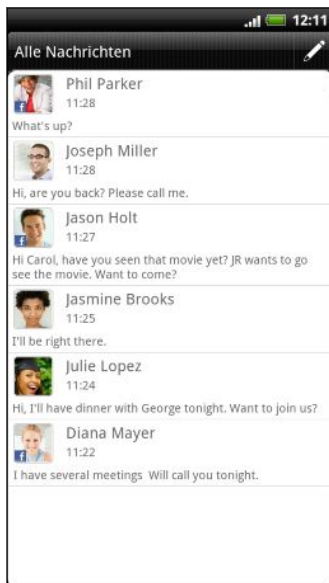 12:11
Alle Nachrichten
Phil Parker
11:28
What's up?
Joseph Miller
11:28
Hi, are you back? Please call me.
Jason Holt
11:27
Hi Carol, have you seen that movie yet? JR wants to go
see the movie. Want to come?
Jasmine Brooks
11:25
I'll be right there.
Julie Lopez
11:24
Hi, I'll have dinner with George tonight. Want to join us?
Diana Mayer
11:22
I have several meetings  Will call you tonight.